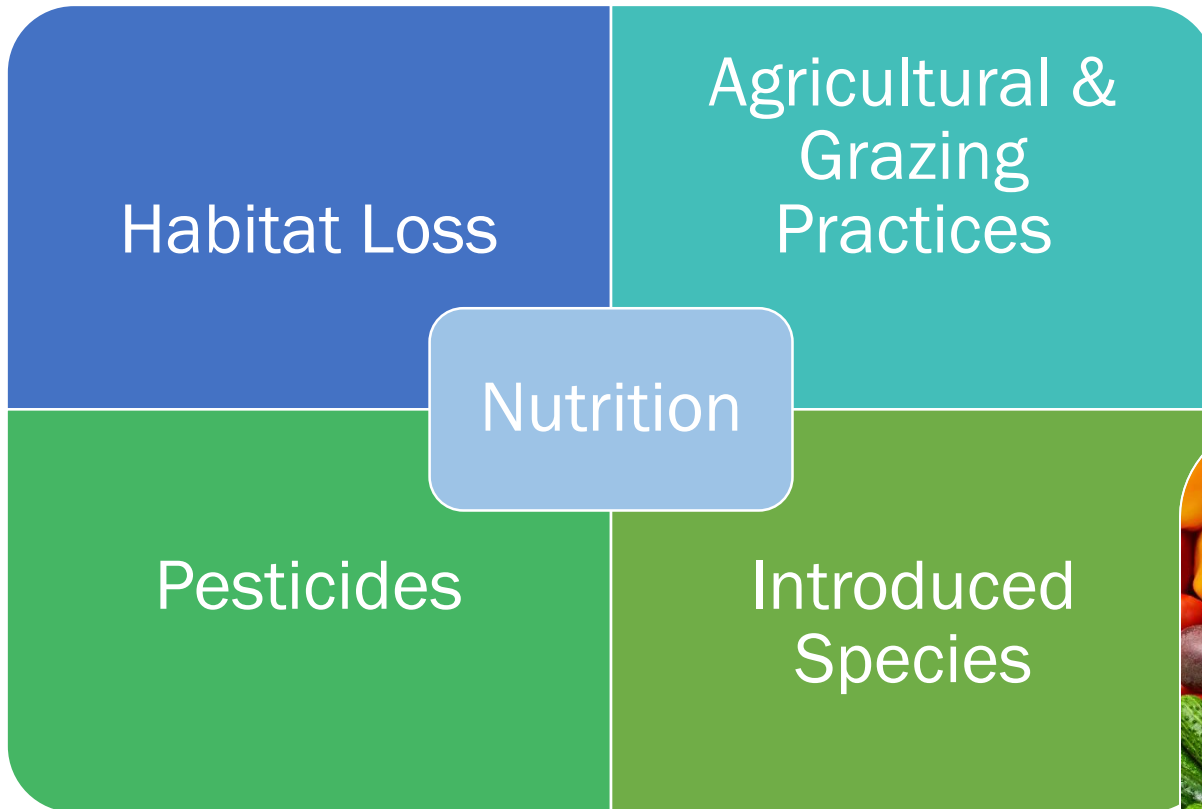 Habitat Loss
Agricultural &
Grazing
Practices
Nutrition
Pesticides
Introduced
Species